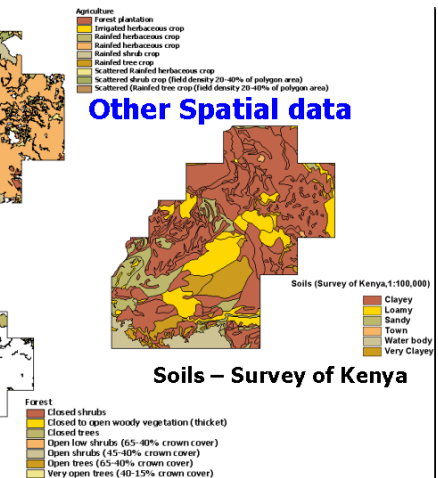 Agriculture
Forest plantation
Irrigated herbaceous crop
Rainfed herbaceous crop
Rainfed herbaceous crop
Rainfed shrub crop
Rainfed tree crop
Scattered Rainfed herbaceous crop
Scattered shrub crop (field density 20-40% of polygon area)
Scattered (Rainfed tree crop (field density 20-40% of polygon area)
Other Spatial data
Soils (Survey of Kenya,1:100,000)
Clayey
Loamy
Sandy
Town
Water body
Very Clayey
Soils – Survey of Kenya
Forest
Closed shrubs
Closed to open woody vegetation (thicket)
Closed trees
Open low shrubs (65-40% crown cover)
Open shrubs (45-40% crown cover)
Open trees (65-40% crown cover)
Very open trees (40-15% crown cover)